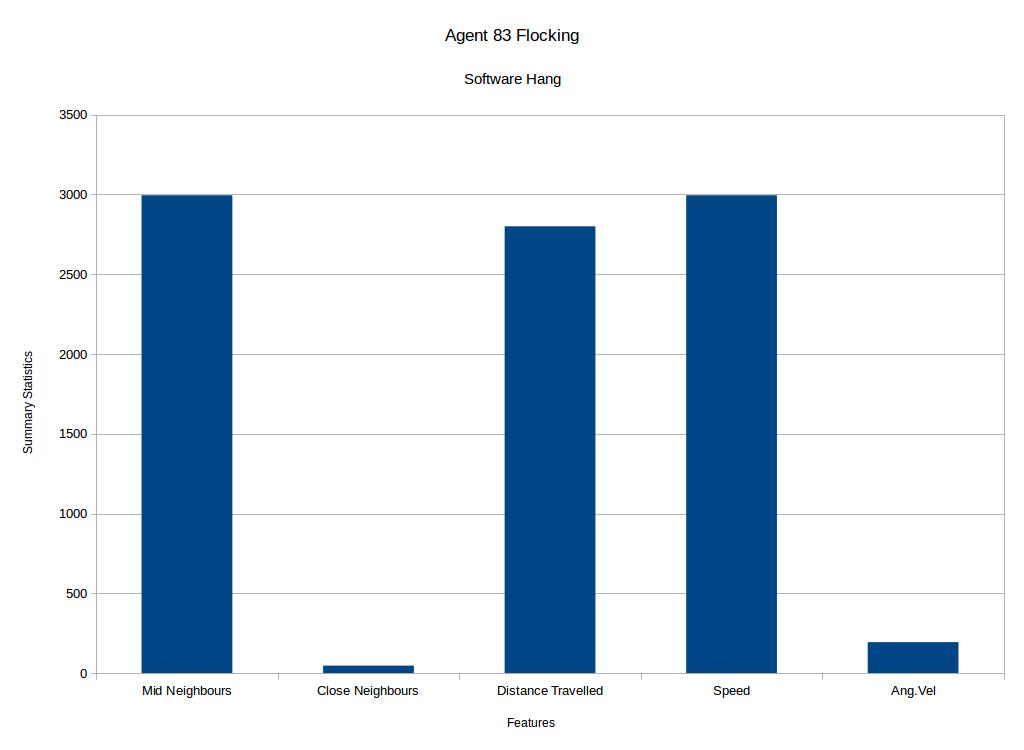 Agent 83 Flocking
Software Hang
3500
3000
2500
2000
1500
1000
500
0
Summary Statistics
Mid Neighbours
Close Neighbours
Distance Travelled
Speed
Ang.Vel
Features